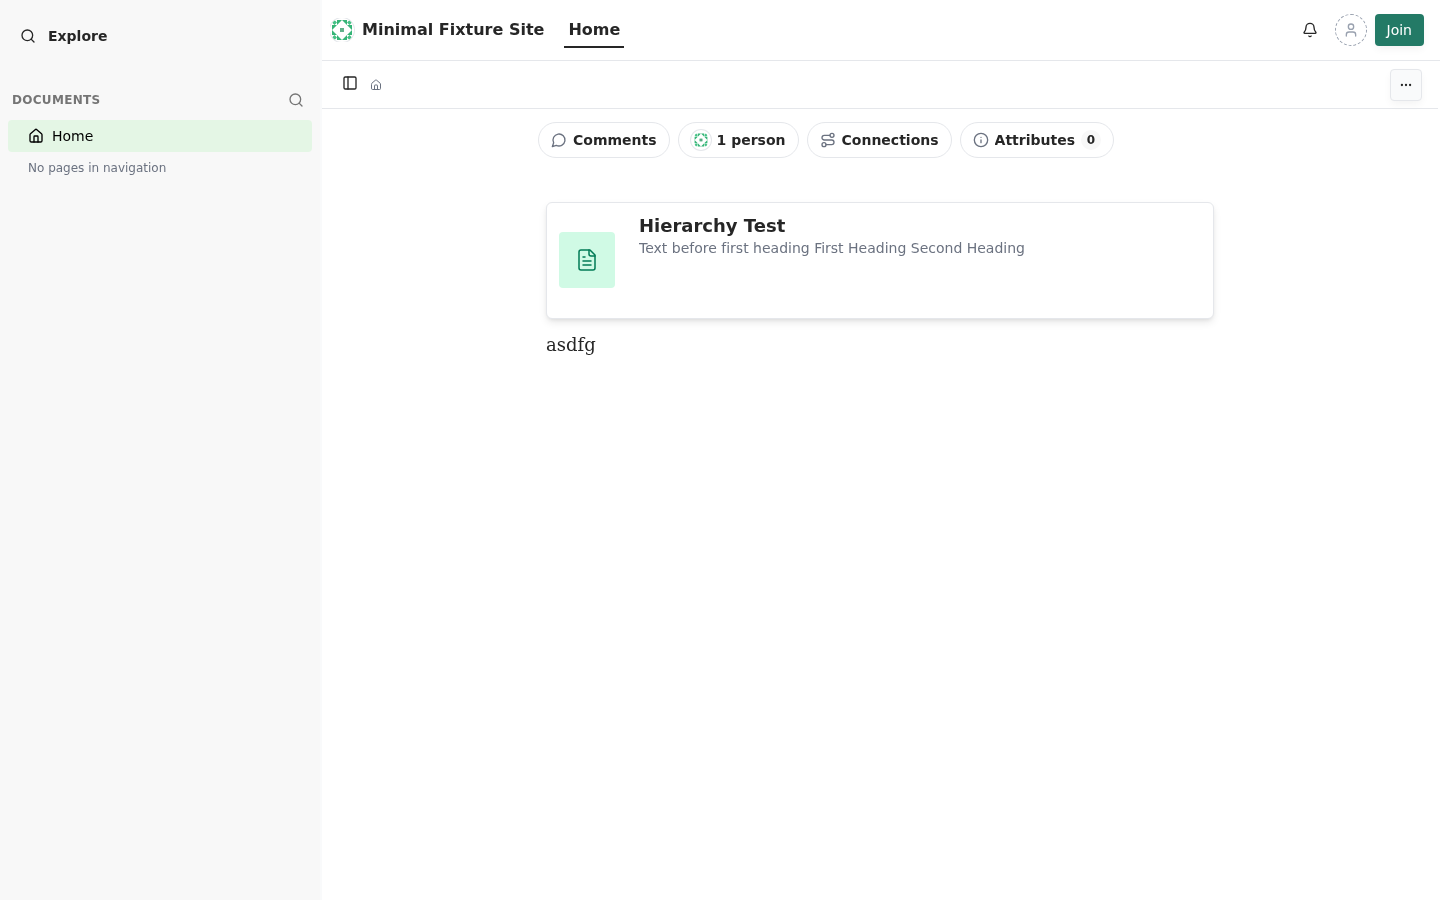 Explore
DOCUMENTS
Home
No pages in navigation
Minimal Fixture Site
Home
Join
Comments
1 person
Connections
Attributes 0
Hierarchy Test
Text before first heading First Heading Second Heading
asdfg